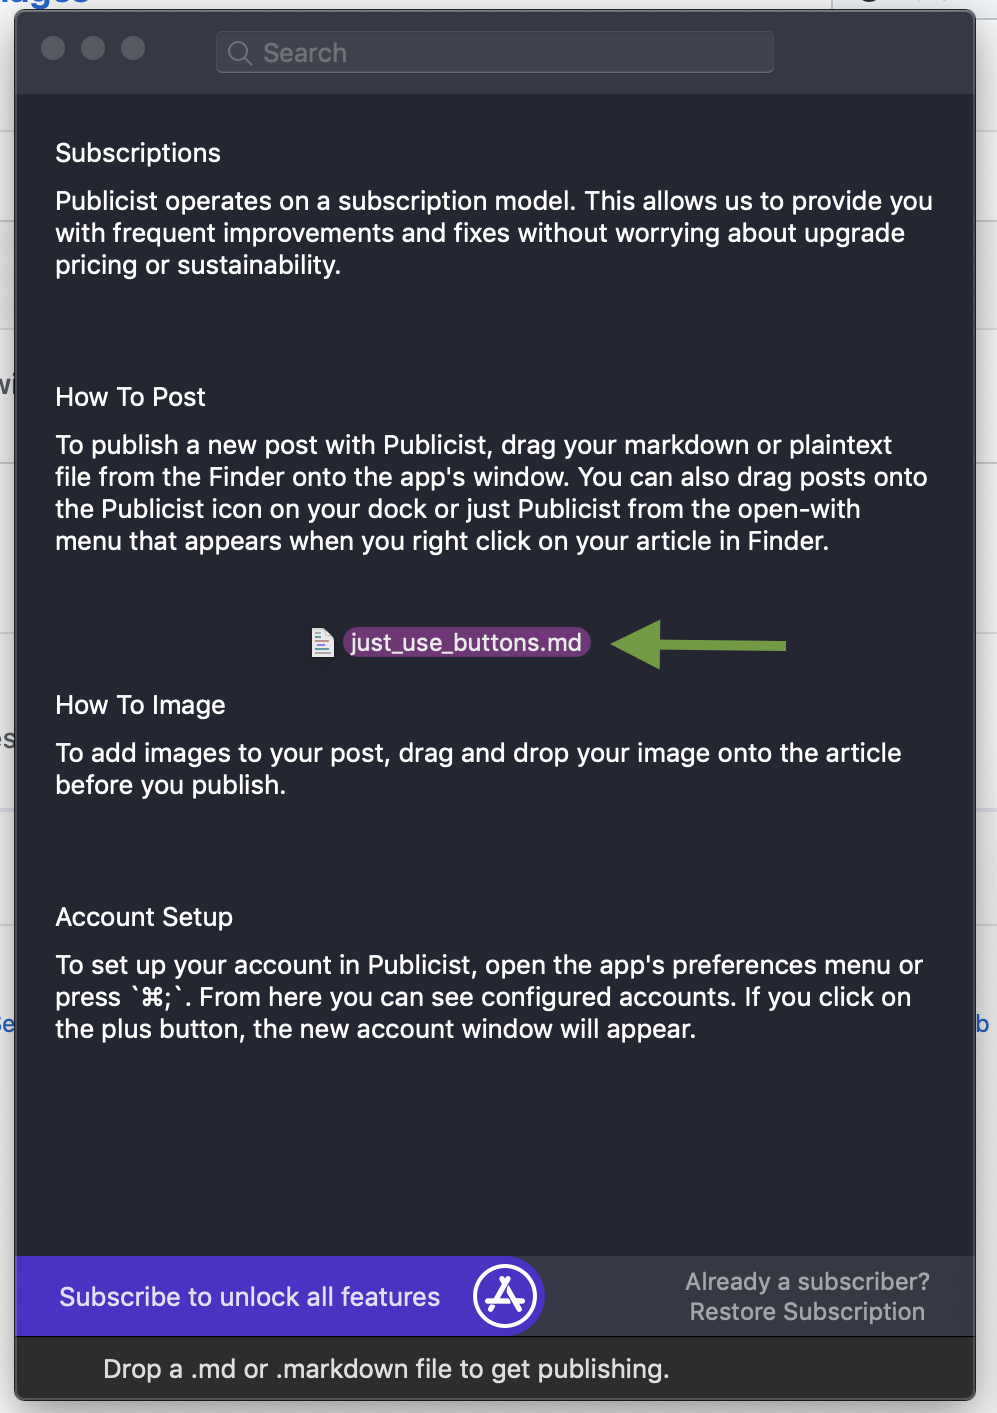 Search
Subscriptions
Publicist operates on a subscription model. This allows us to provide you
with frequent improvements and fixes without worrying about upgrade
pricing or sustainability.
How To Post
To publish a new post with Publicist, drag your markdown or plaintext
file from the Finder onto the app's window. You can also drag posts onto
the Publicist icon on your dock or just Publicist from the open-with
menu that appears when you right click on your article in Finder.
just_use_buttons.md
How To Image
To add images to your post, drag and drop your image onto the article
before you publish.
Account Setup
To set up your account in Publicist, open the app's preferences menu or
press `⌘;`. From here you can see configured accounts. If you click on
the plus button, the new account window will appear.
Subscribe to unlock all features
Already a subscriber?
Restore Subscription
Drop a .md or .markdown file to get publishing.